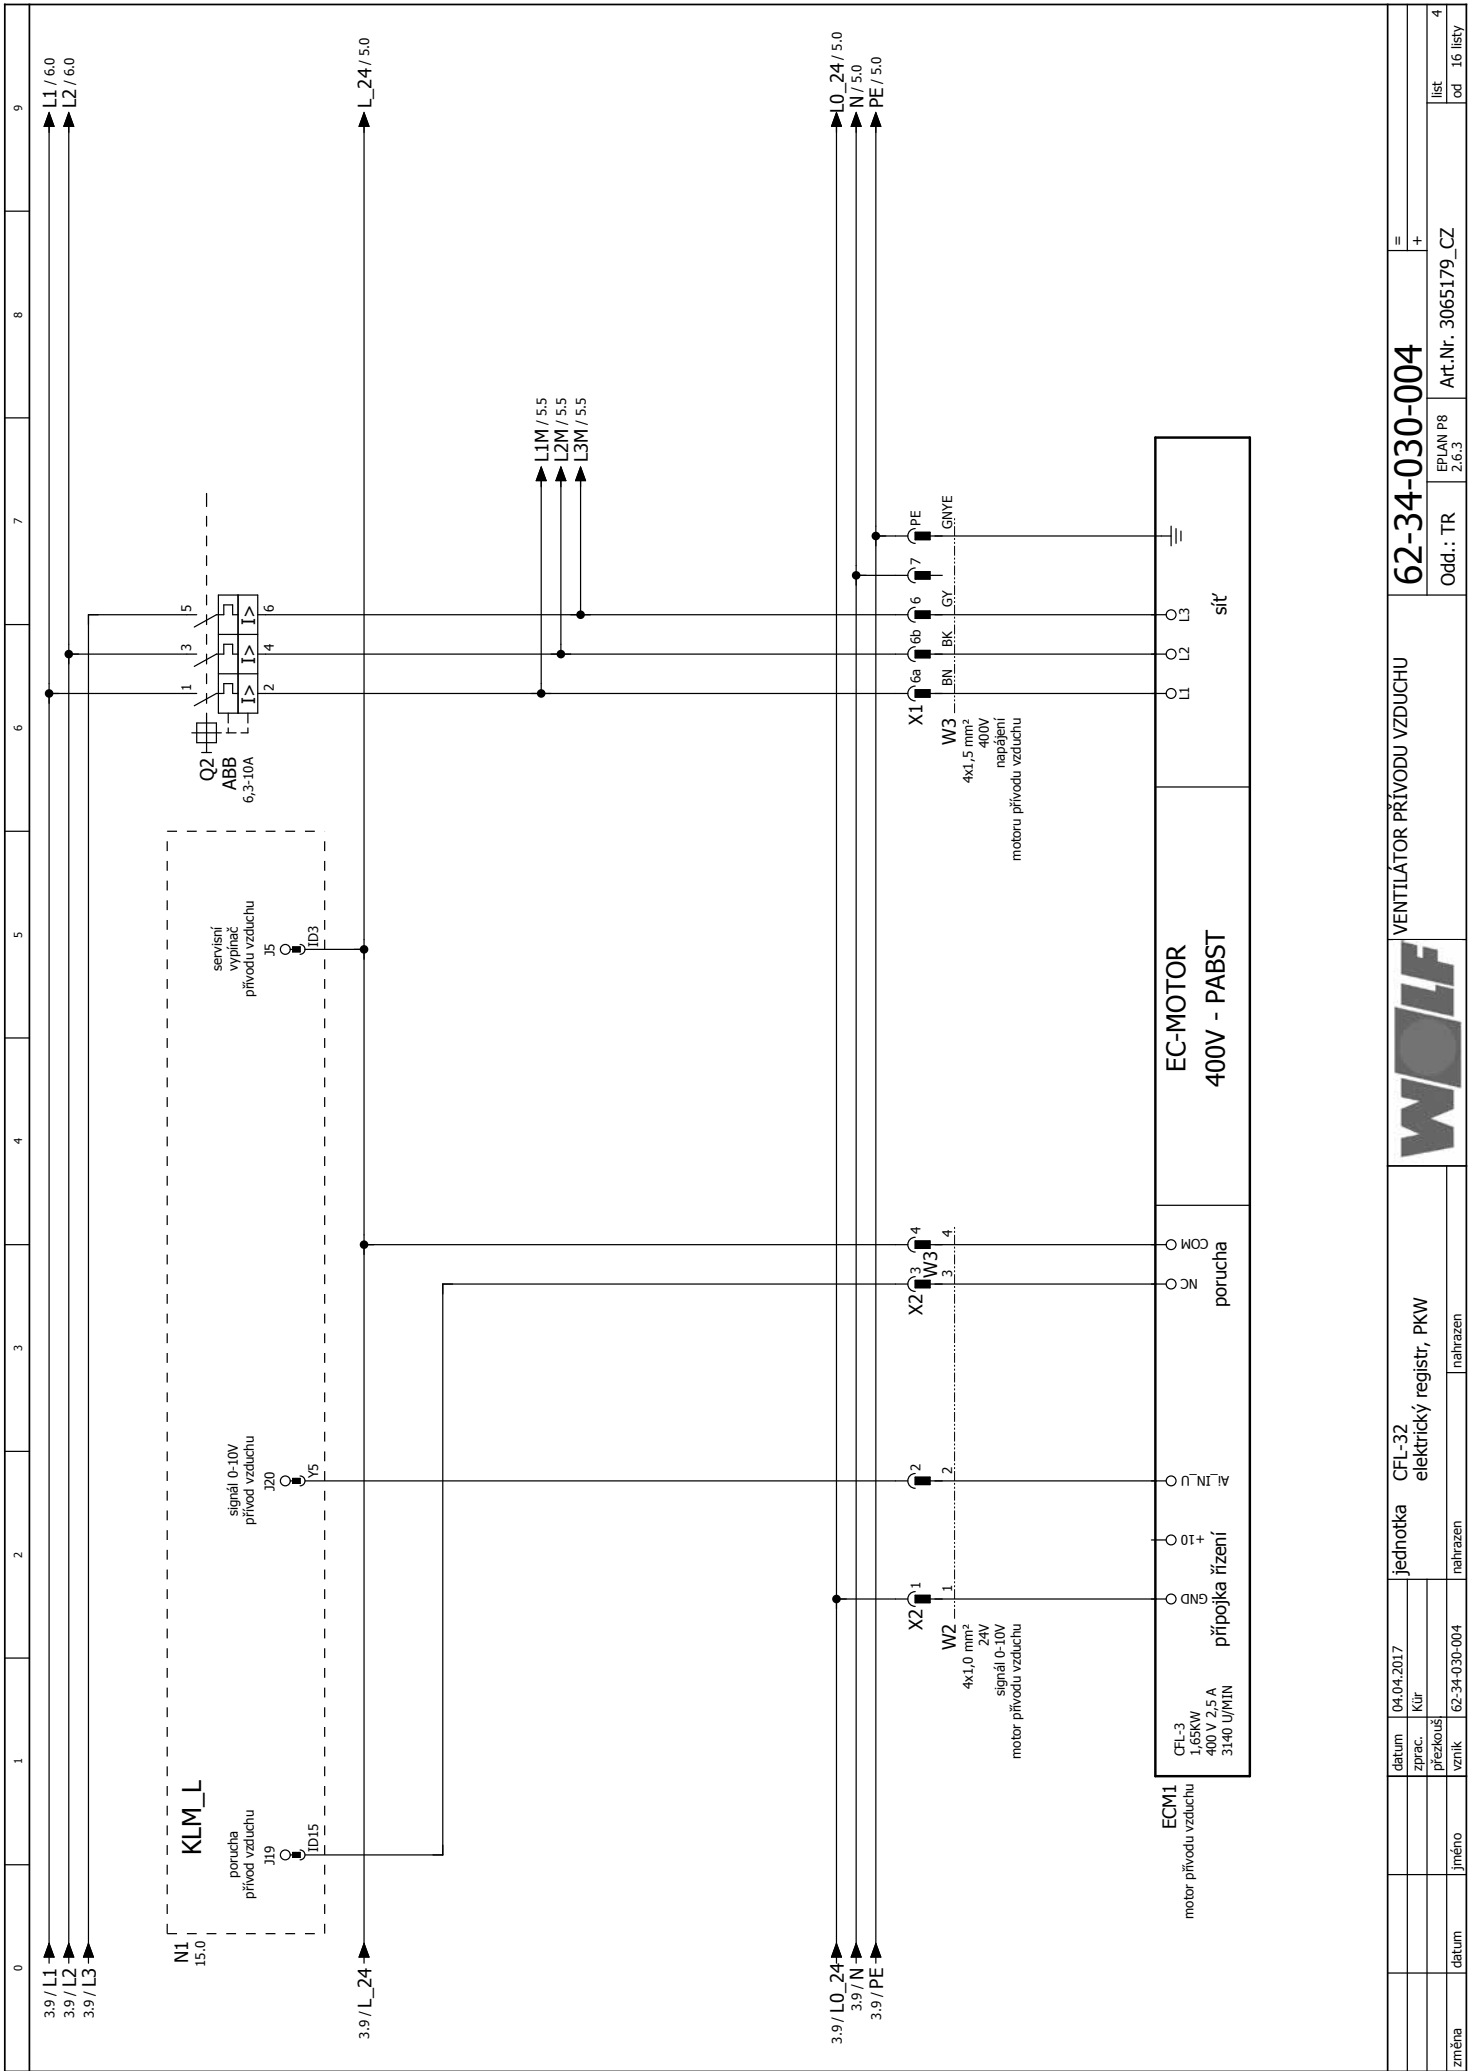 0 1 2 3 4 5 6 7 8 9
3.9 / L1
3.9 / L2
3.9 / L3
L1 / 6.0
L2 / 6.0
N1
15.0
KLM_L
porucha
přívod vzduchu
J19
ID15
signál 0-10V
přívod vzduchu
J20
Y5
servisní
vypínač
přívodu vzduchu
J5
ID3
Q2
ABB
6,3-10A
1 3 5
I> I> I>
2 4 6
3.9 / L_24
L_24 / 5.0
L1M / 5.5
L2M / 5.5
L3M / 5.5
3.9 / L0_24
3.9 / N
3.9 / PE
L0_24 / 5.0
N / 5.0
PE / 5.0
X2 1 2
X2 3 4
W3
X1 6a 6b 6 7 PE
W2
4x1,0 mm²
24V
signál 0-10V
motor přívodu vzduchu
1 2 3 4
W3
4x1,5 mm²
400V
napájení
motoru přívodu vzduchu
BN BK GY GNYE
ECM1
motor přívodu vzduchu
CFL-3
1,65KW
400 V 2,5 A
3140 U/MIN
GND +10 Ai_IN_U
přípojka řízení
NC COM
porucha
EC-MOTOR
400V - PABST
L1 L2 L3
síť
změna
datum
jméno
datum 04.04.2017
zprac. Kür
přezkouš.
vznik 62-34-030-004
jednotka CFL-32
elektrický registr, PKW
nahrazen
nahrazen
WOLF
VENTILÁTOR PŘÍVODU VZDUCHU
62-34-030-004
Odd.: TR
EPLAN P8
2.6.3
=
+
Art.Nr. 3065179_CZ
list 4
od 16 listy